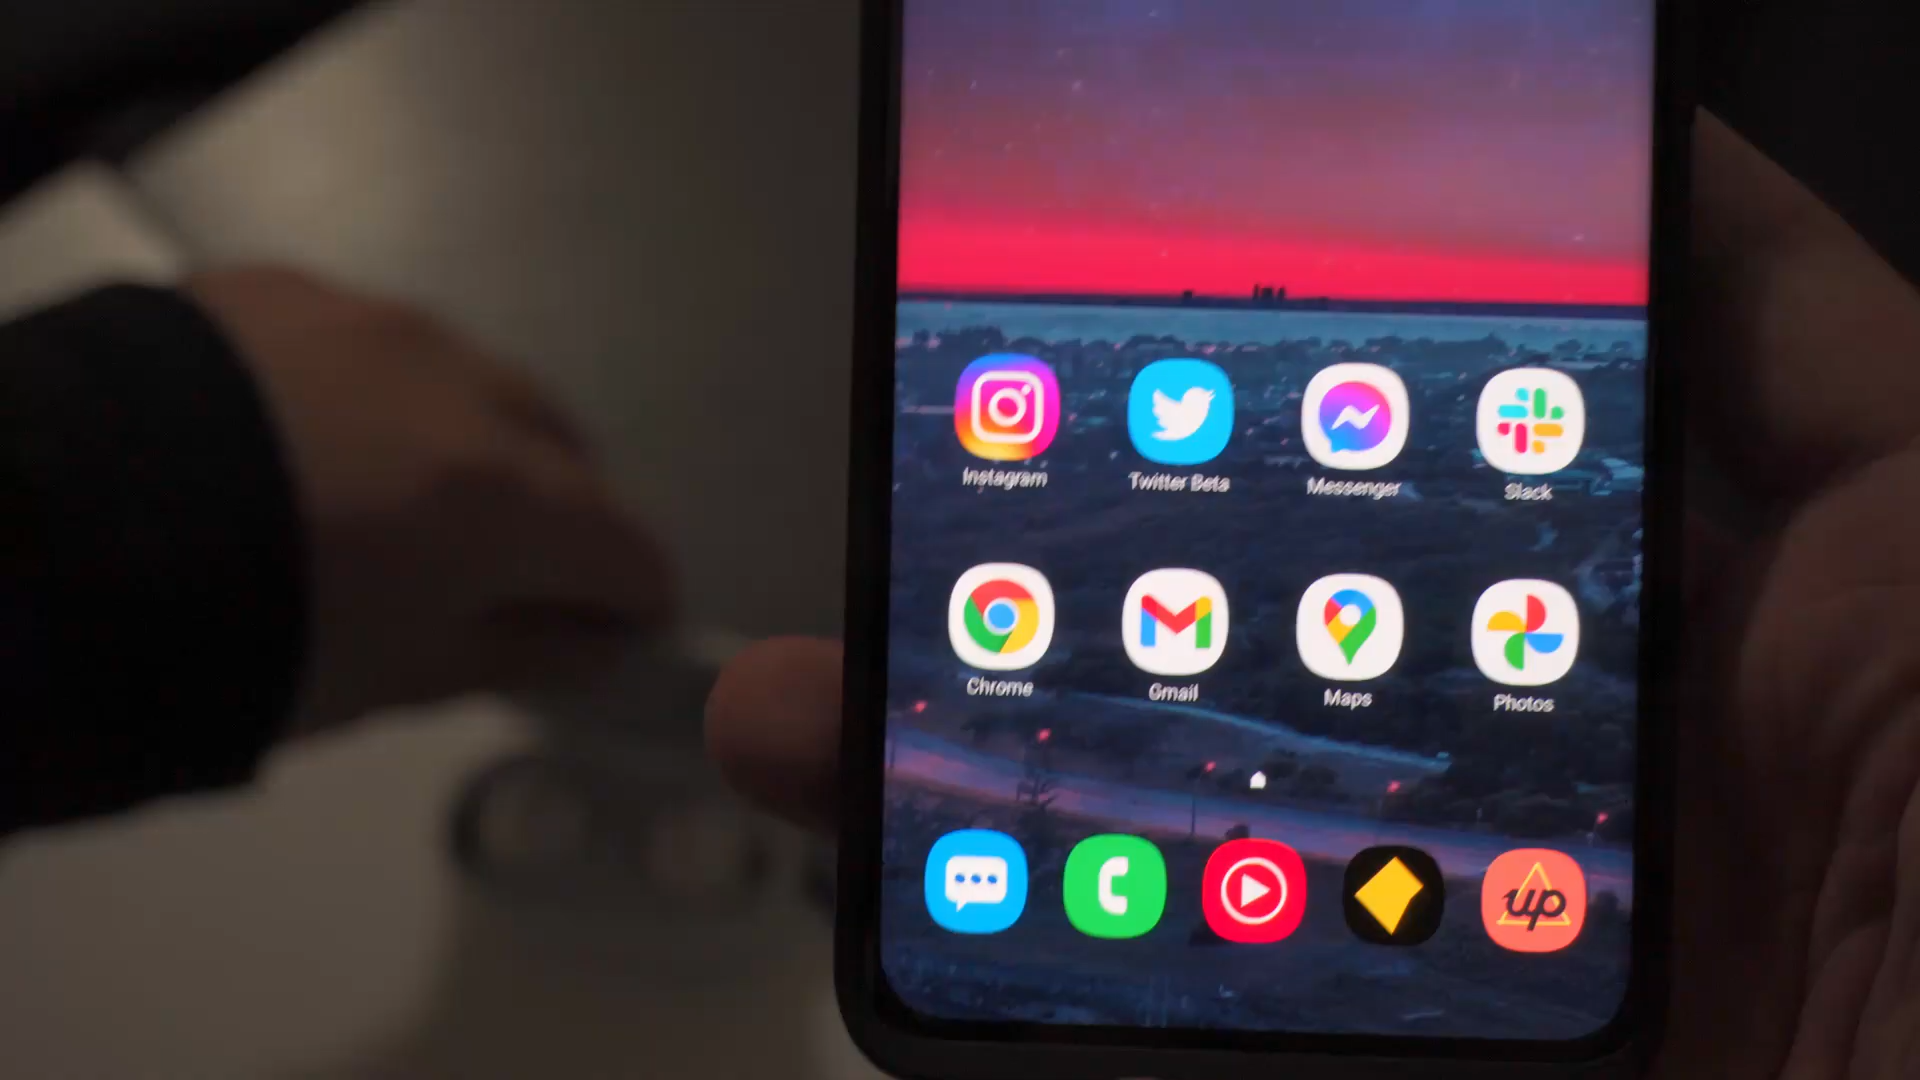 Instagram
Twitter Beta
Messenger
Slack
Chrome
Gmail
Maps
Photos
up